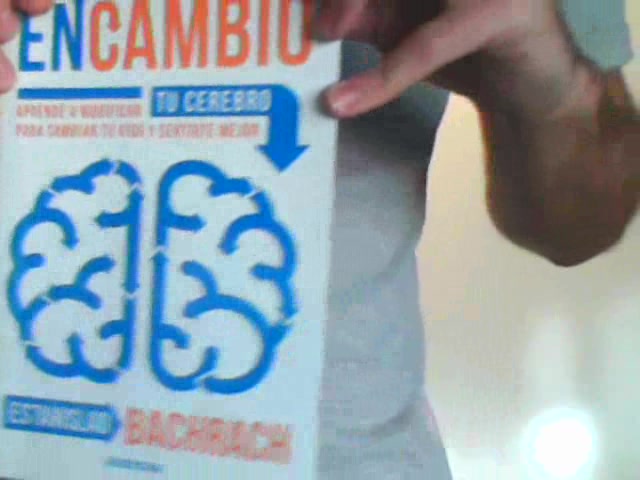 ENCAMBIO
APRENDE A MODIFICAR TU CEREBRO
PARA CAMBIAR TU VIDA Y SENTIRTE MEJOR
ESTANISLAO BACHRACH